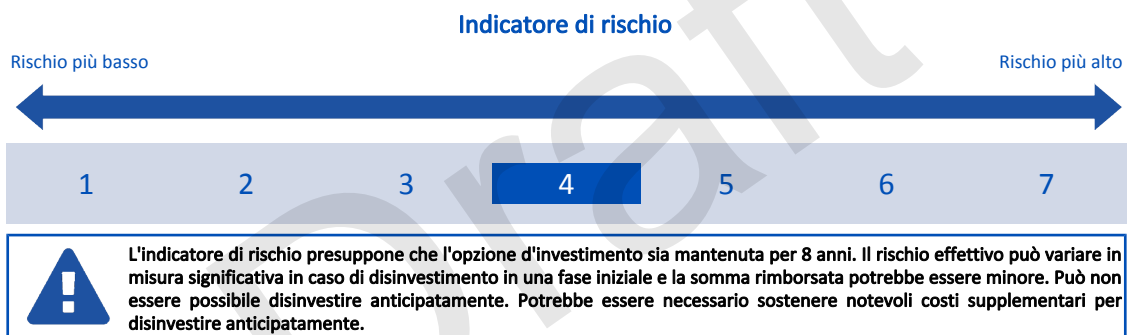 Indicatore di rischio
Rischio più basso Rischio più alto
1 2 3 4 5 6 7
L'indicatore di rischio presuppone che l'opzione d'investimento sia mantenuta per 8 anni. Il rischio effettivo può variare in
misura significativa in caso di disinvestimento in una fase iniziale e la somma rimborsata potrebbe essere minore. Può non
essere possibile disinvestire anticipatamente. Potrebbe essere necessario sostenere notevoli costi supplementari per
disinvestire anticipatamente.
Draft